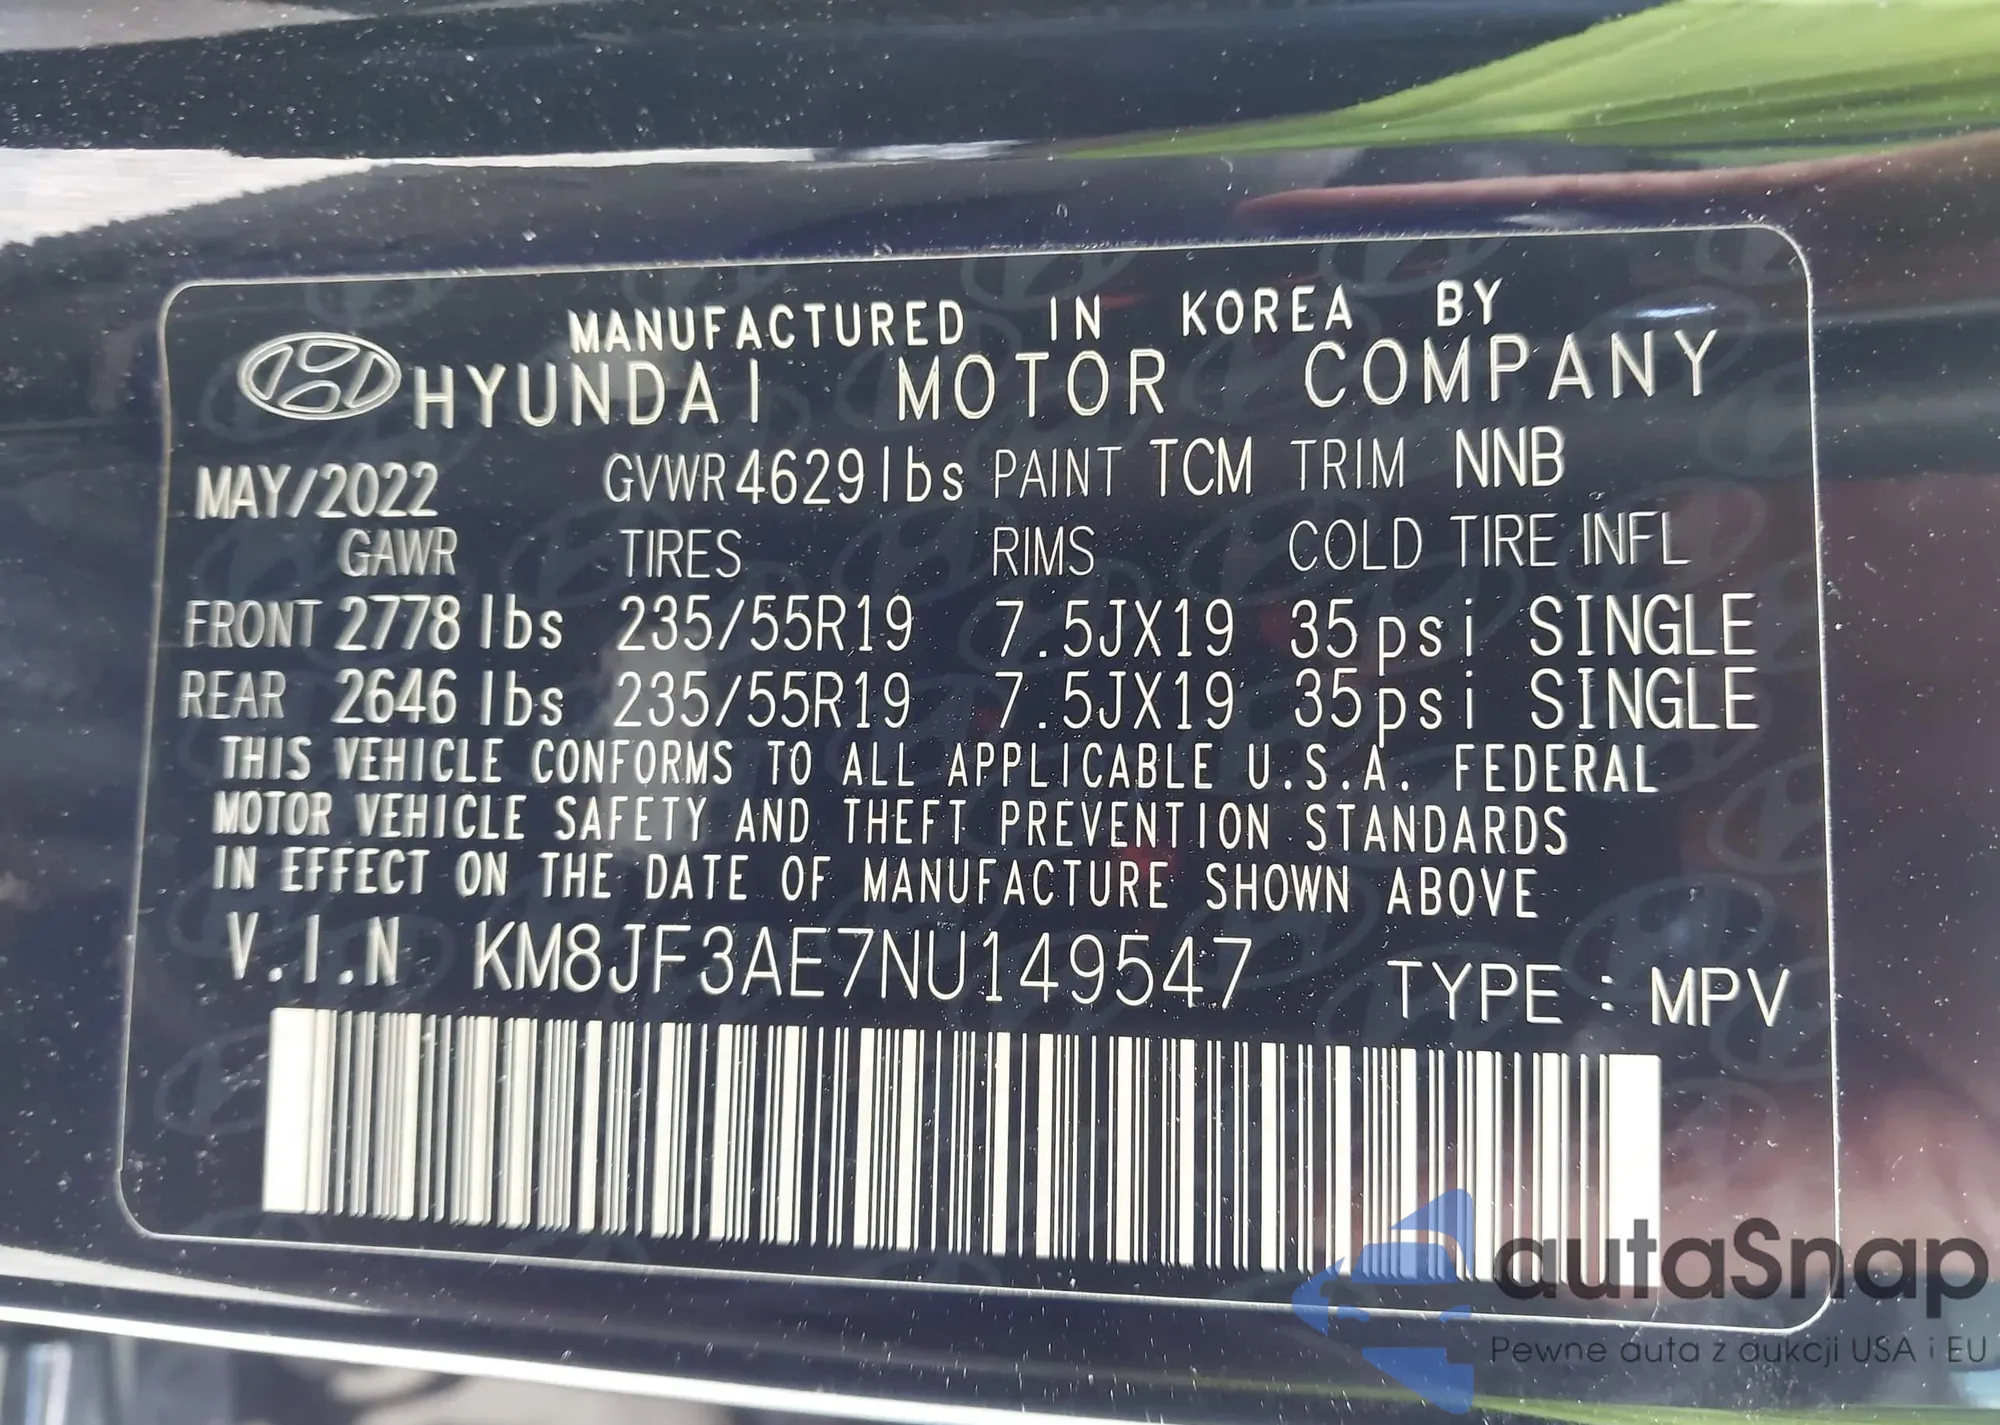 MANUFACTURED IN KOREA BY
HYUNDAI MOTOR COMPANY
MAY/2022 GVWR 4629 lbs PAINT TCM TRIM NNB
GAWR TIRES RIMS COLD TIRE INFL
FRONT 2778 lbs 235/55R19 7.5JX19 35psi SINGLE
REAR 2646 lbs 235/55R19 7.5JX19 35psi SINGLE
THIS VEHICLE CONFORMS TO ALL APPLICABLE U.S.A. FEDERAL
MOTOR VEHICLE SAFETY AND THEFT PREVENTION STANDARDS
IN EFFECT ON THE DATE OF MANUFACTURE SHOWN ABOVE
V.I.N KM8JF3AE7NU149547 TYPE : MPV
autaSnap
Pewne auta z aukcji USA i EU